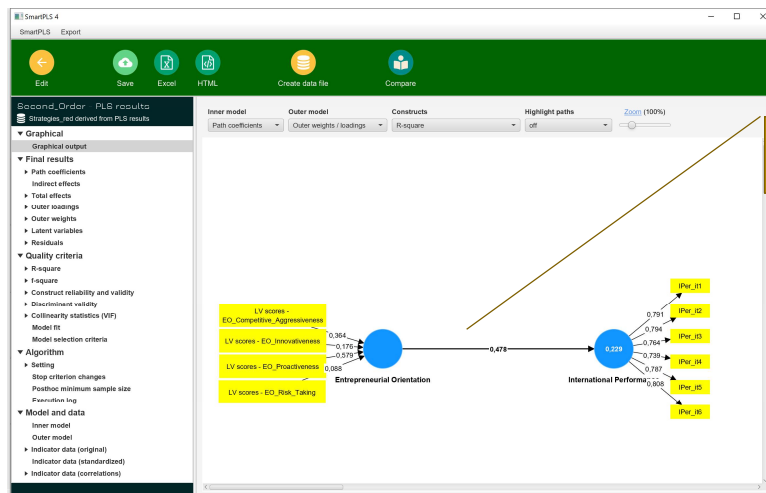 SmartPLS 4
SmartPLS Export
Edit Save Excel HTML Create data file Compare
Second_Order - PLS results
Strategies_red derived from PLS results
Graphical
Graphical output
Final results
Path coefficients
Indirect effects
Total effects
Outer loadings
Outer weights
Latent variables
Residuals
Quality criteria
R-square
f-square
Construct reliability and validity
Discriminant validity
Collinearity statistics (VIF)
Model fit
Model selection criteria
Algorithm
Setting
Stop criterion changes
Posthoc minimum sample size
Execution log
Model and data
Inner model
Outer model
Indicator data (original)
Indicator data (standardized)
Indicator data (correlations)
Inner model Outer model Constructs Highlight paths Zoom (100%)
Path coefficients Outer weights / loadings R-square off
LV scores -
EO_Competitive_Aggressiveness
LV scores - EO_Innovativeness
LV scores - EO_Proactiveness
LV scores - EO_Risk_Taking
0,364
0,176
0,579
0,088
Entrepreneurial Orientation
0,478
0,229
International Performa
0,791
0,794
0,764
0,739
0,787
0,808
IPer_it1
IPer_it2
IPer_it3
IPer_it4
IPer_it5
IPer_it6